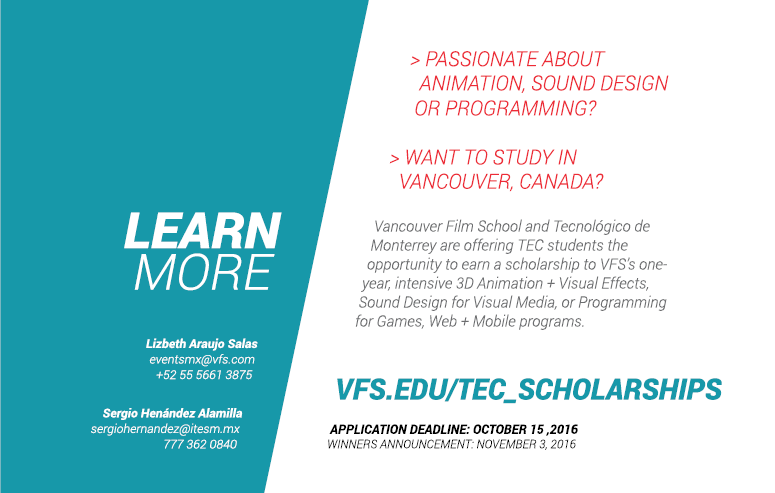 LEARN
MORE
Lizbeth Araujo Salas
eventsmx@vfs.com
+52 55 5661 3875
Sergio Henández Alamilla
sergiohernandez@itesm.mx
777 362 0840
> PASSIONATE ABOUT
ANIMATION, SOUND DESIGN
OR PROGRAMMING?
> WANT TO STUDY IN
VANCOUVER, CANADA?
Vancouver Film School and Tecnológico de
Monterrey are offering TEC students the
opportunity to earn a scholarship to VFS's one-
year, intensive 3D Animation + Visual Effects,
Sound Design for Visual Media, or Programming
for Games, Web + Mobile programs.
VFS.EDU/TEC_SCHOLARSHIPS
APPLICATION DEADLINE: OCTOBER 15 ,2016
WINNERS ANNOUNCEMENT: NOVEMBER 3, 2016